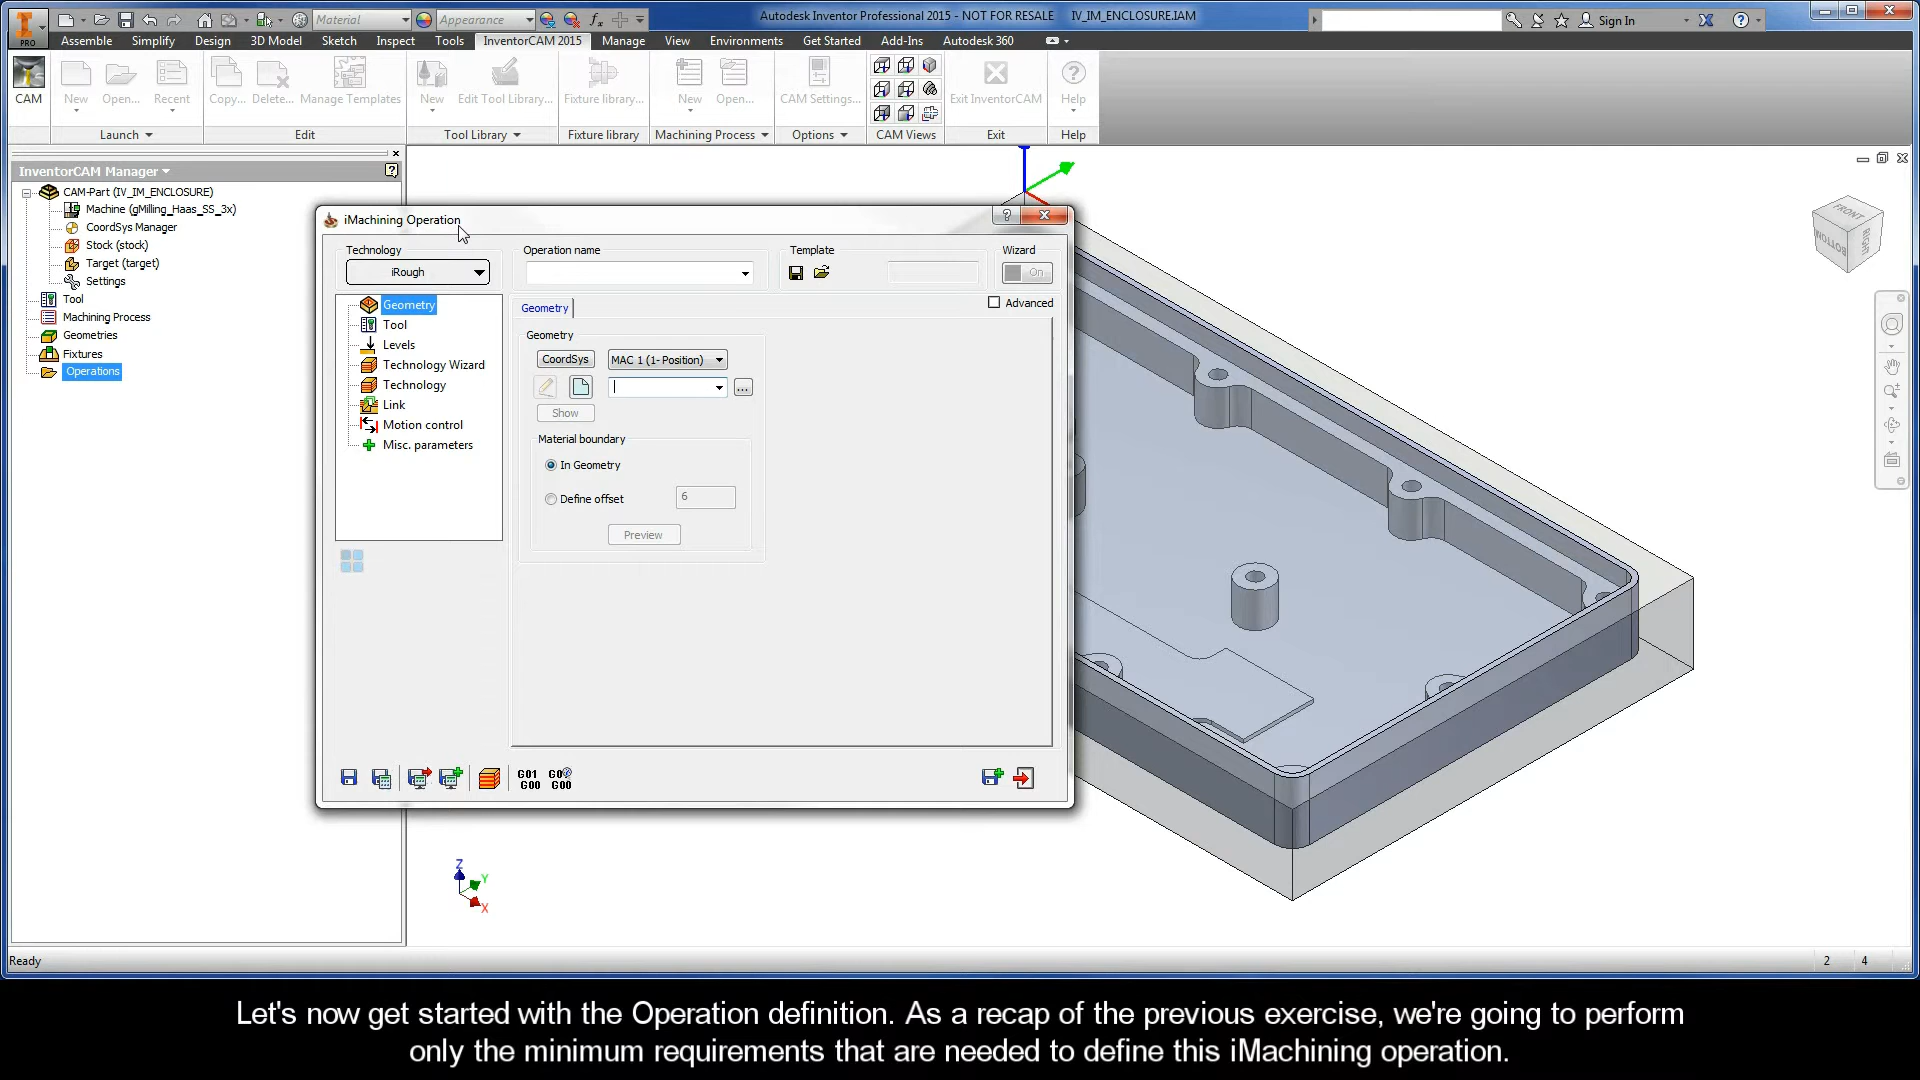 Material
Appearance
Autodesk Inventor Professional 2015 - NOT FOR RESALE IV_IM_ENCLOSURE.IAM
Sign In
PRO
Assemble Simplify Design 3D Model Sketch Inspect Tools InventorCAM 2015 Manage View Environments Get Started Add-Ins Autodesk 360
CAM New Open... Recent Copy... Delete... Manage Templates New Edit Tool Library... Fixture library... New Open... CAM Settings... Exit InventorCAM Help
Launch Edit Tool Library Fixture library Machining Process Options CAM Views Exit Help
InventorCAM Manager
CAM-Part (IV_IM_ENCLOSURE)
Machine (gMilling_Haas_SS_3x)
CoordSys Manager
Stock (stock)
Target (target)
Settings
Tool
Machining Process
Geometries
Fixtures
Operations
iMachining Operation
Technology
iRough
Operation name
Template
Wizard
On
Geometry
Tool
Levels
Technology Wizard
Technology
Link
Motion control
Misc. parameters
Geometry
Advanced
Geometry
CoordSys MAC 1 (1- Position)
...
Show
Material boundary
In Geometry
Define offset 6
Preview
G01 G0
G00 G00
FRONT
RIGHT
BOTTOM
Z
Y
X
Ready
2 4
Let's now get started with the Operation definition. As a recap of the previous exercise, we're going to perform
only the minimum requirements that are needed to define this iMachining operation.